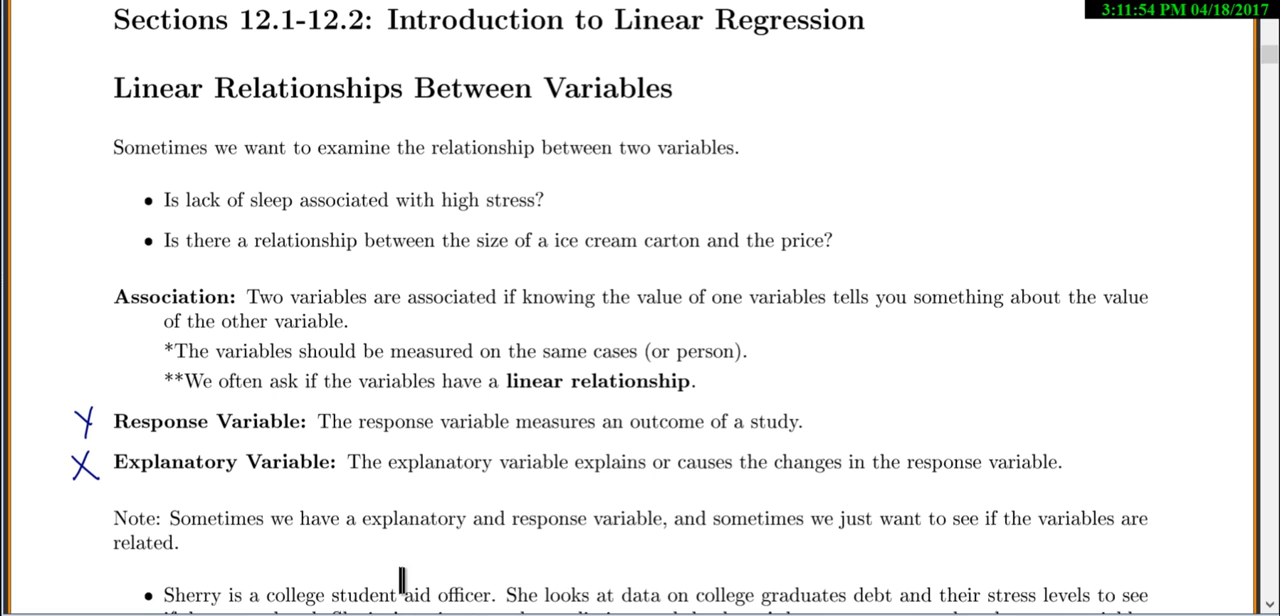 3:11:54 PM 04/18/2017
Sections 12.1-12.2: Introduction to Linear Regression
Linear Relationships Between Variables
Sometimes we want to examine the relationship between two variables.
• Is lack of sleep associated with high stress?
• Is there a relationship between the size of a ice cream carton and the price?
Association: Two variables are associated if knowing the value of one variables tells you something about the value
of the other variable.
*The variables should be measured on the same cases (or person).
**We often ask if the variables have a linear relationship.
Y Response Variable: The response variable measures an outcome of a study.
X Explanatory Variable: The explanatory variable explains or causes the changes in the response variable.
Note: Sometimes we have a explanatory and response variable, and sometimes we just want to see if the variables are
related.
• Sherry is a college student aid officer. She looks at data on college graduates debt and their stress levels to see